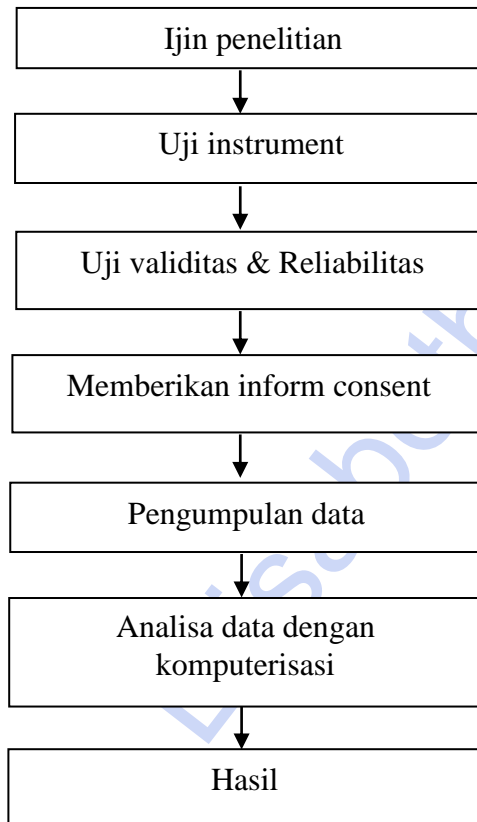 Ijin penelitian
Uji instrument
Uji validitas & Reliabilitas
Memberikan inform consent
Pengumpulan data
Analisa data dengan
komputerisasi
Hasil